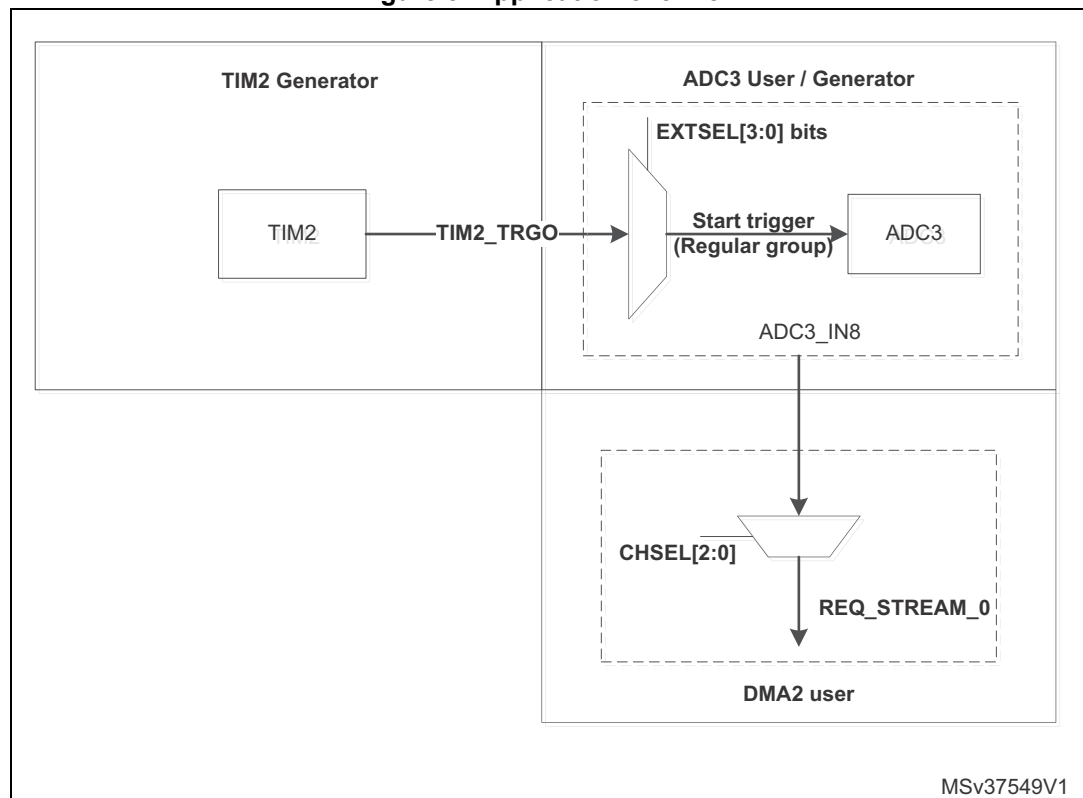 TIM2 Generator
ADC3 User / Generator
EXTSEL[3:0] bits
TIM2
TIM2_TRGO
Start trigger
(Regular group)
ADC3
ADC3_IN8
CHSEL[2:0]
REQ_STREAM_0
DMA2 user
MSv37549V1